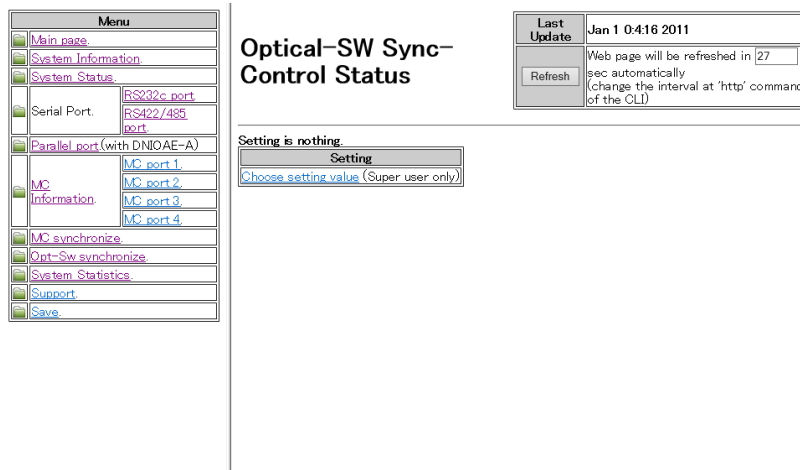 Menu
Main page.
System Information.
System Status.
Serial Port.
RS232c port
RS422/485
port.
Parallel port.(with DNIOAE-A)
MC
Information.
MC port 1.
MC port 2.
MC port 3.
MC port 4.
MC synchronize.
Opt-Sw synchronize.
System Statistics.
Support.
Save.
Optical-SW Sync-
Control Status
Last
Update
Jan 1 0:4:16 2011
Refresh
Web page will be refreshed in 27
sec automatically
(change the interval at 'http' command
of the CLI)
Setting is nothing.
Setting
Choose setting value (Super user only)